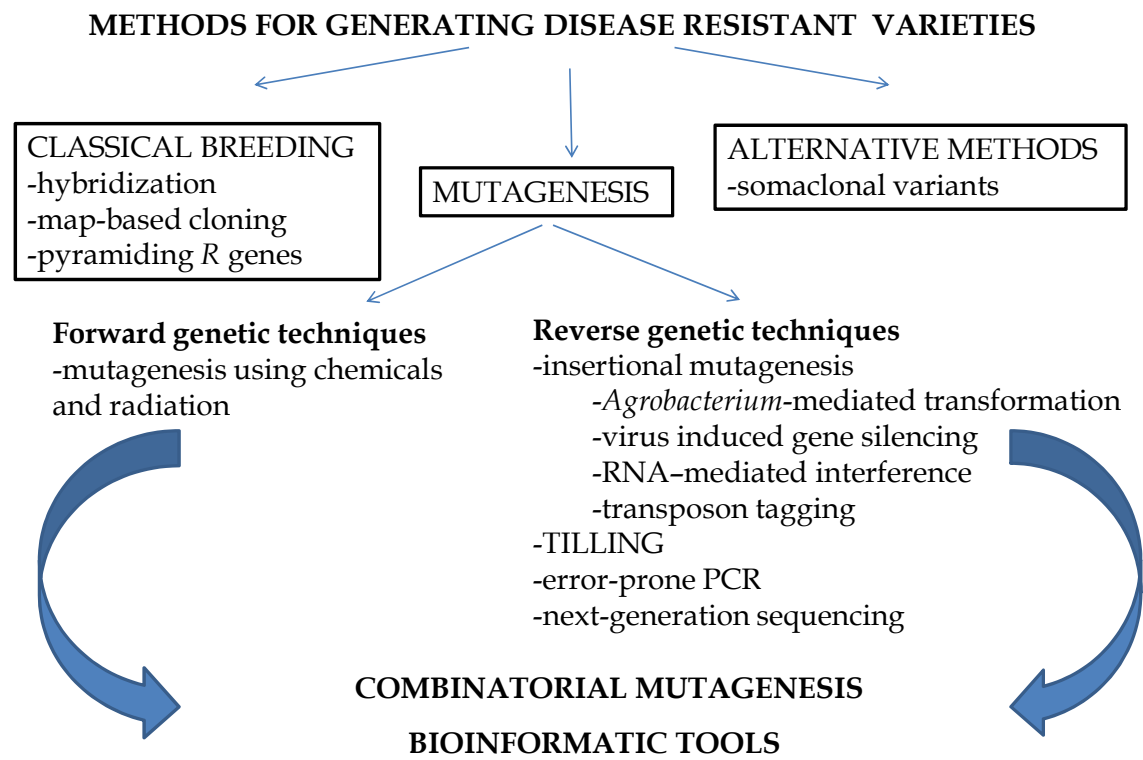 METHODS FOR GENERATING DISEASE RESISTANT VARIETIES
CLASSICAL BREEDING
-hybridization
-map-based cloning
-pyramiding R genes
MUTAGENESIS
ALTERNATIVE METHODS
-somaclonal variants
Forward genetic techniques
-mutagenesis using chemicals
and radiation
Reverse genetic techniques
-insertional mutagenesis
-Agrobacterium-mediated transformation
-virus induced gene silencing
-RNA–mediated interference
-transposon tagging
-TILLING
-error-prone PCR
-next-generation sequencing
COMBINATORIAL MUTAGENESIS
BIOINFORMATIC TOOLS